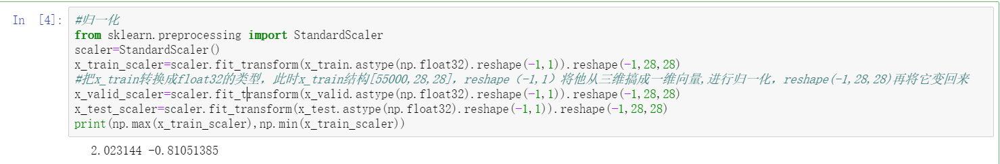 In [4]:
#归一化
from sklearn.preprocessing import StandardScaler
scaler=StandardScaler()
x_train_scaler=scaler.fit_transform(x_train.astype(np.float32).reshape(-1,1)).reshape(-1,28,28)
#把x_train转换成float32的类型，此时x_train结构[55000,28,28]，reshape（-1,1）将他从三维搞成一维向量,进行归一化，reshape(-1,28,28)再将它变回来
x_valid_scaler=scaler.fit_transform(x_valid.astype(np.float32).reshape(-1,1)).reshape(-1,28,28)
x_test_scaler=scaler.fit_transform(x_test.astype(np.float32).reshape(-1,1)).reshape(-1,28,28)
print(np.max(x_train_scaler),np.min(x_train_scaler))
2.023144 -0.81051385